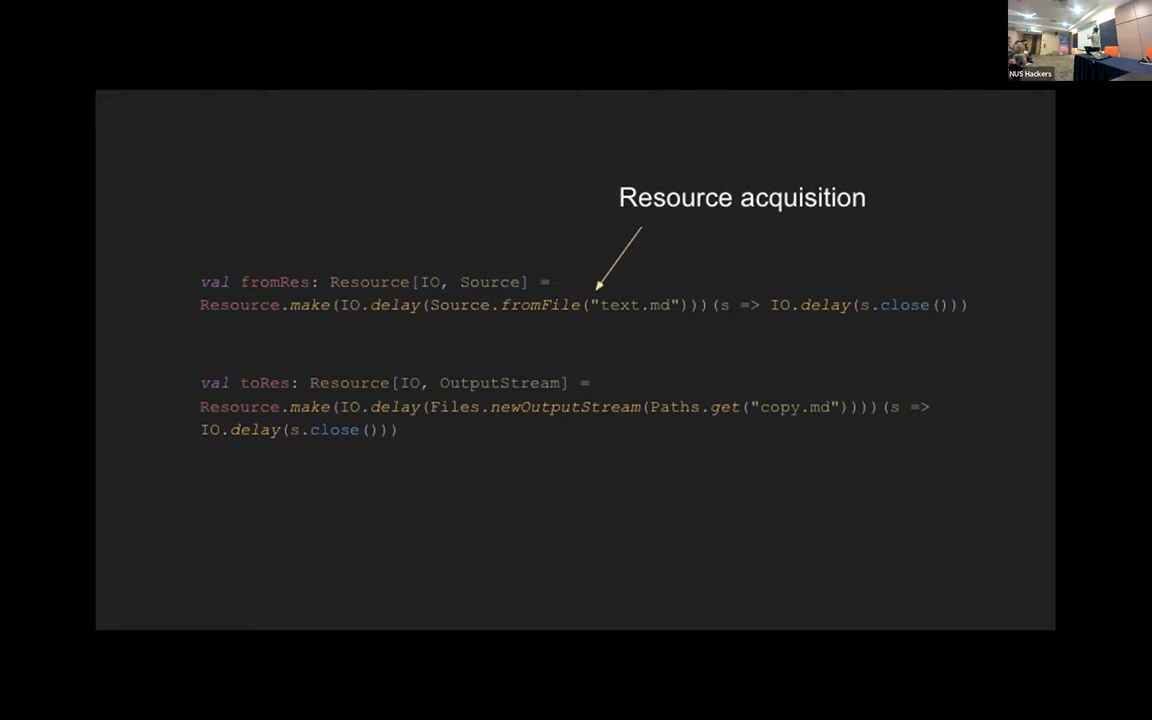 NUS Hackers
Resource acquisition
val fromRes: Resource[IO, Source] =
Resource.make(IO.delay(Source.fromFile("text.md")))(s => IO.delay(s.close()))
val toRes: Resource[IO, OutputStream] =
Resource.make(IO.delay(Files.newOutputStream(Paths.get("copy.md"))))(s =>
IO.delay(s.close()))